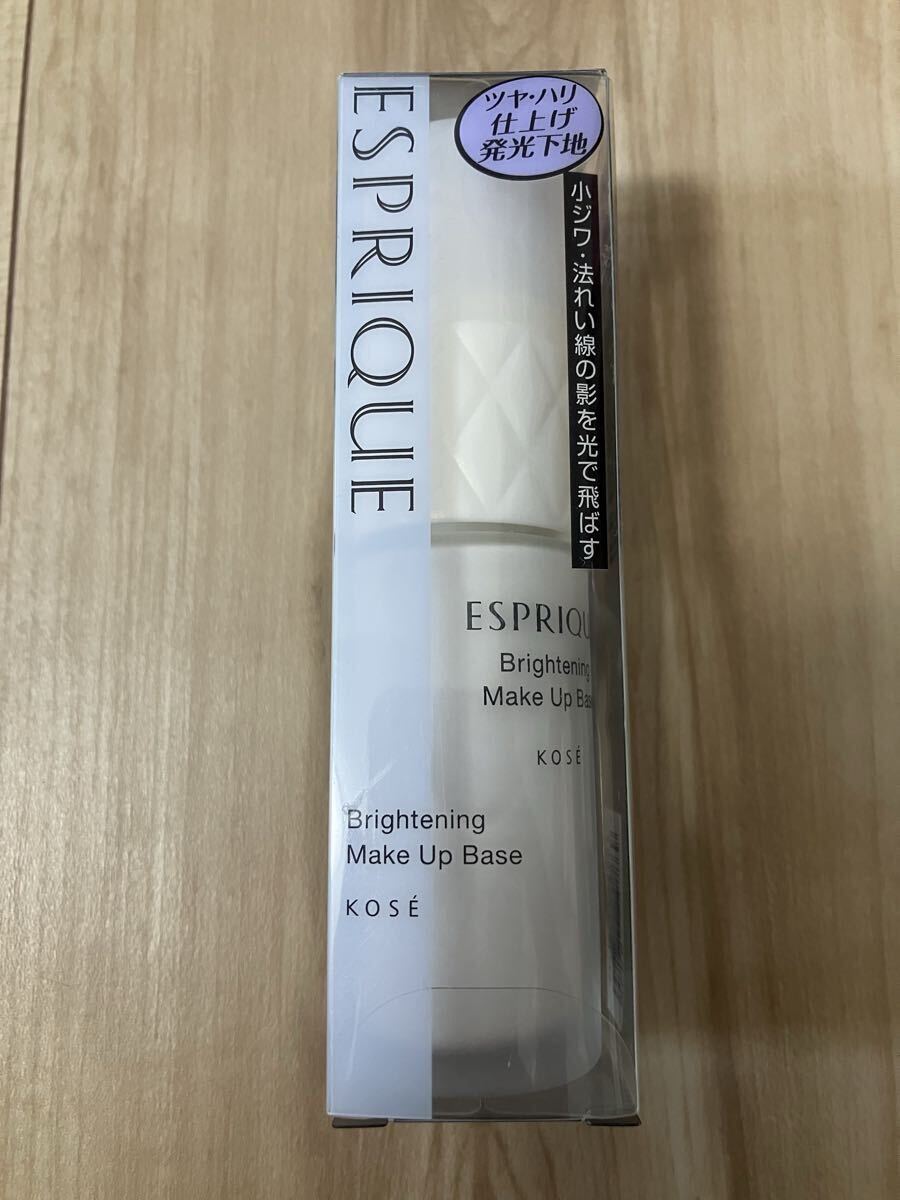 ESPRIQUE
ツヤ・ハリ
仕上げ
発光下地
小ジワ・法れい線の影を光で飛ばす
ESPRIQU
Brightening
Make Up Bas
KOSÉ
Brightening
Make Up Base
KOSÉ